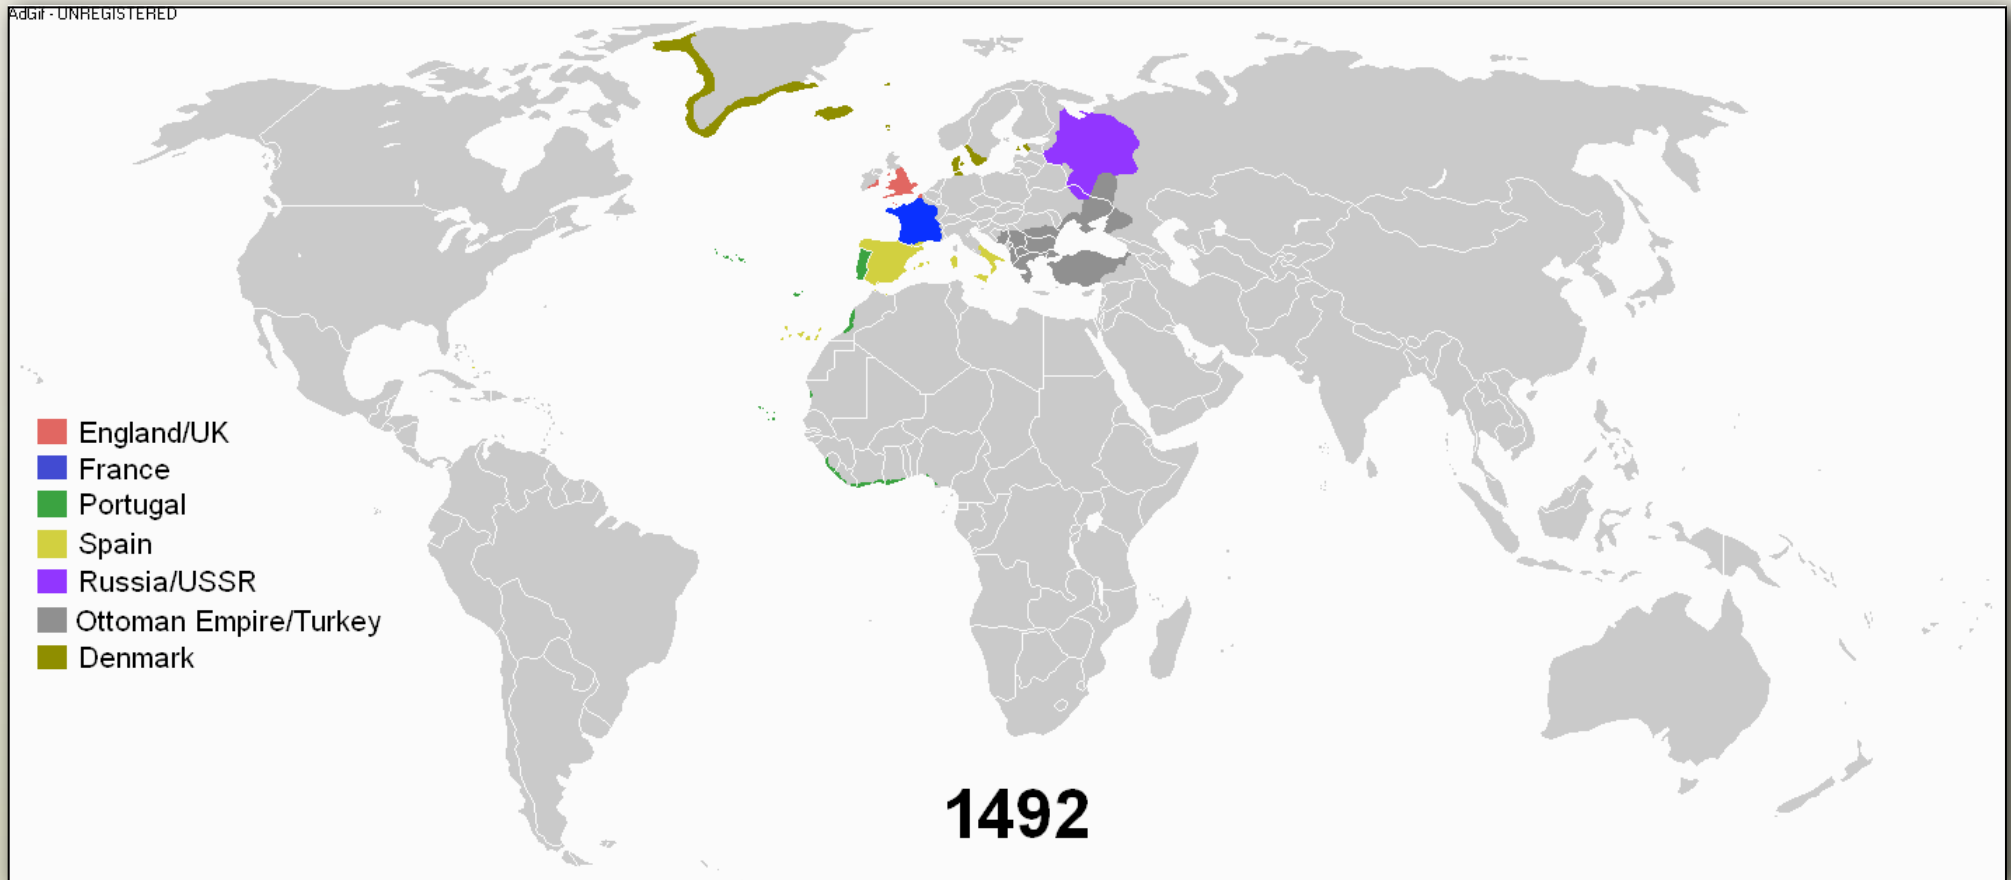 AdGif - UNREGISTERED
England/UK
France
Portugal
Spain
Russia/USSR
Ottoman Empire/Turkey
Denmark
1492